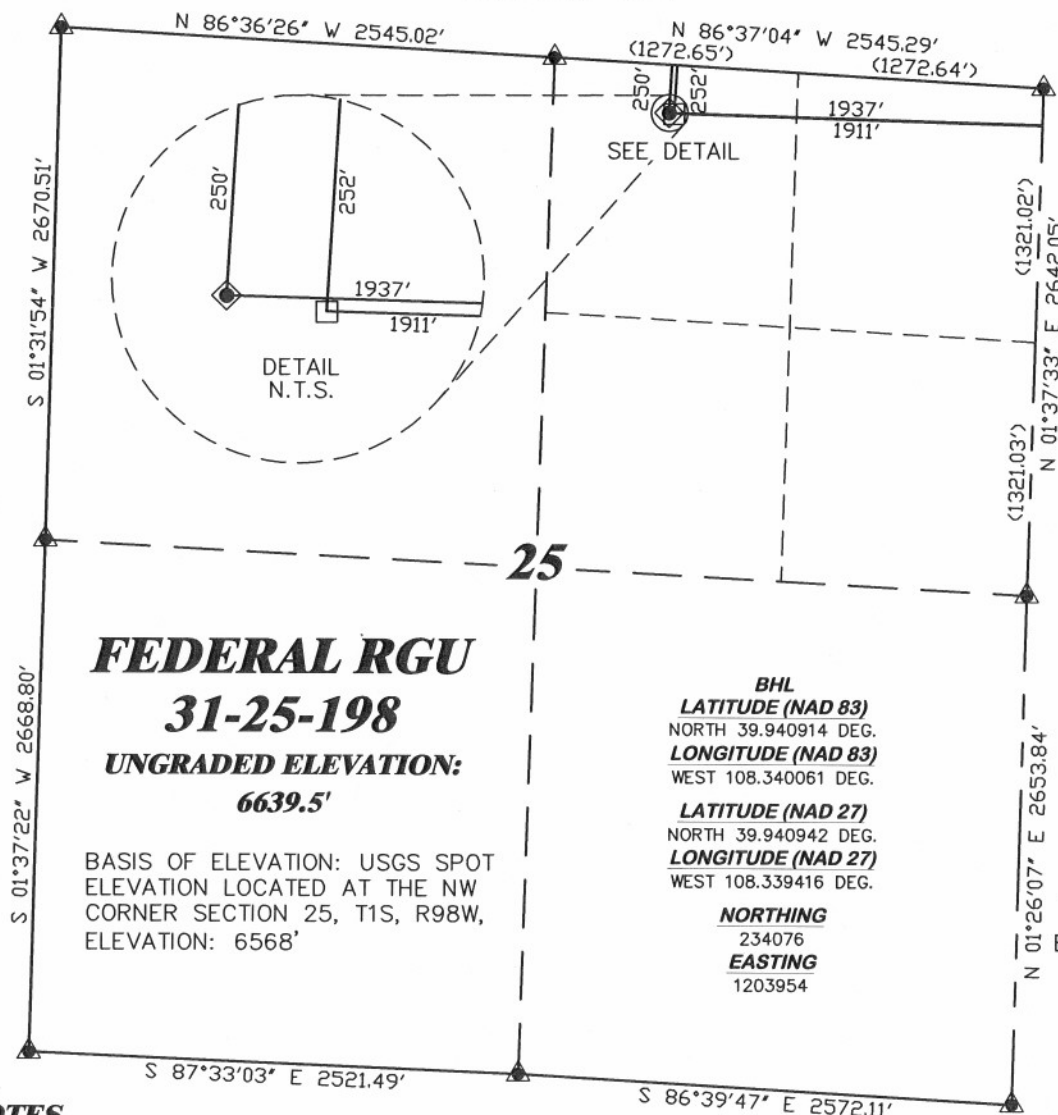 N 86°36'26" W 2545.02'
N 86°37'04" W 2545.29'
(1272.65')
(1272.64')
250'
252'
1937'
1911'
SEE DETAIL
250'
252'
1937'
1911'
DETAIL
N.T.S.
S 01°31'54" W 2670.51'
(1321.02')
N 01°37'33" E 2642.05'
(1321.03')
25
FEDERAL RGU
31-25-198
UNGRADED ELEVATION:
6639.5'
BASIS OF ELEVATION: USGS SPOT
ELEVATION LOCATED AT THE NW
CORNER SECTION 25, T1S, R98W,
ELEVATION: 6568'
BHL
LATITUDE (NAD 83)
NORTH 39.940914 DEG.
LONGITUDE (NAD 83)
WEST 108.340061 DEG.
LATITUDE (NAD 27)
NORTH 39.940942 DEG.
LONGITUDE (NAD 27)
WEST 108.339416 DEG.
NORTHING
234076
EASTING
1203954
S 01°37'22" W 2668.80'
N 01°26'07" E 2653.84'
S 87°33'03" E 2521.49'
S 86°39'47" E 2572.11'